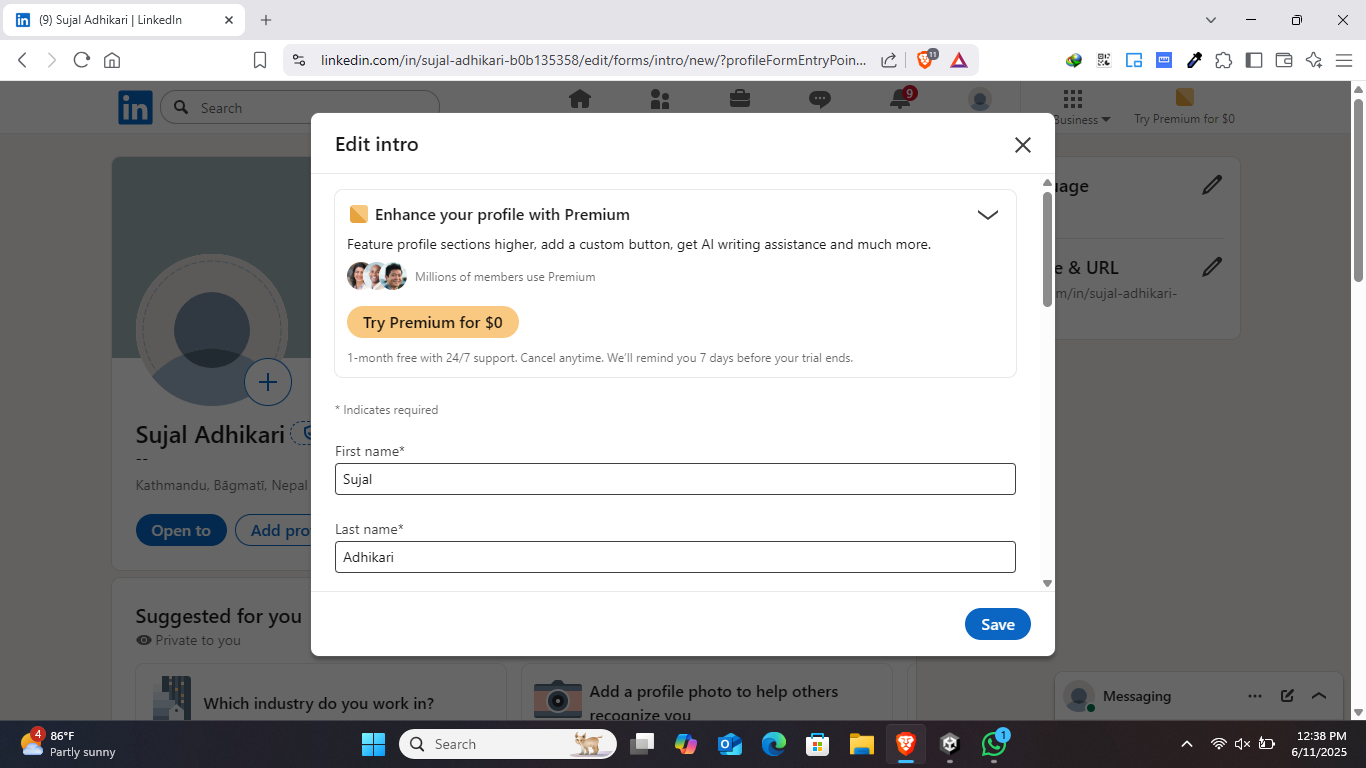 (9) Sujal Adhikari | LinkedIn
linkedin.com/in/sujal-adhikari-b0b135358/edit/forms/intro/new/?profileFormEntryPoin...
11
in
Search
9
Business
Try Premium for $0
Edit intro
Enhance your profile with Premium
Feature profile sections higher, add a custom button, get AI writing assistance and much more.
Millions of members use Premium
Try Premium for $0
1-month free with 24/7 support. Cancel anytime. We'll remind you 7 days before your trial ends.
* Indicates required
First name*
Sujal
Last name*
Adhikari
Save
uage
e & URL
m/in/sujal-adhikari-
Sujal Adhikari
--
Kathmandu, Bāgmatī, Nepal
Open to
Add pro
Suggested for you
Private to you
Which industry do you work in?
Add a profile photo to help others
recognize you
Messaging
4
86°F
Partly sunny
Search
1
12:38 PM
6/11/2025